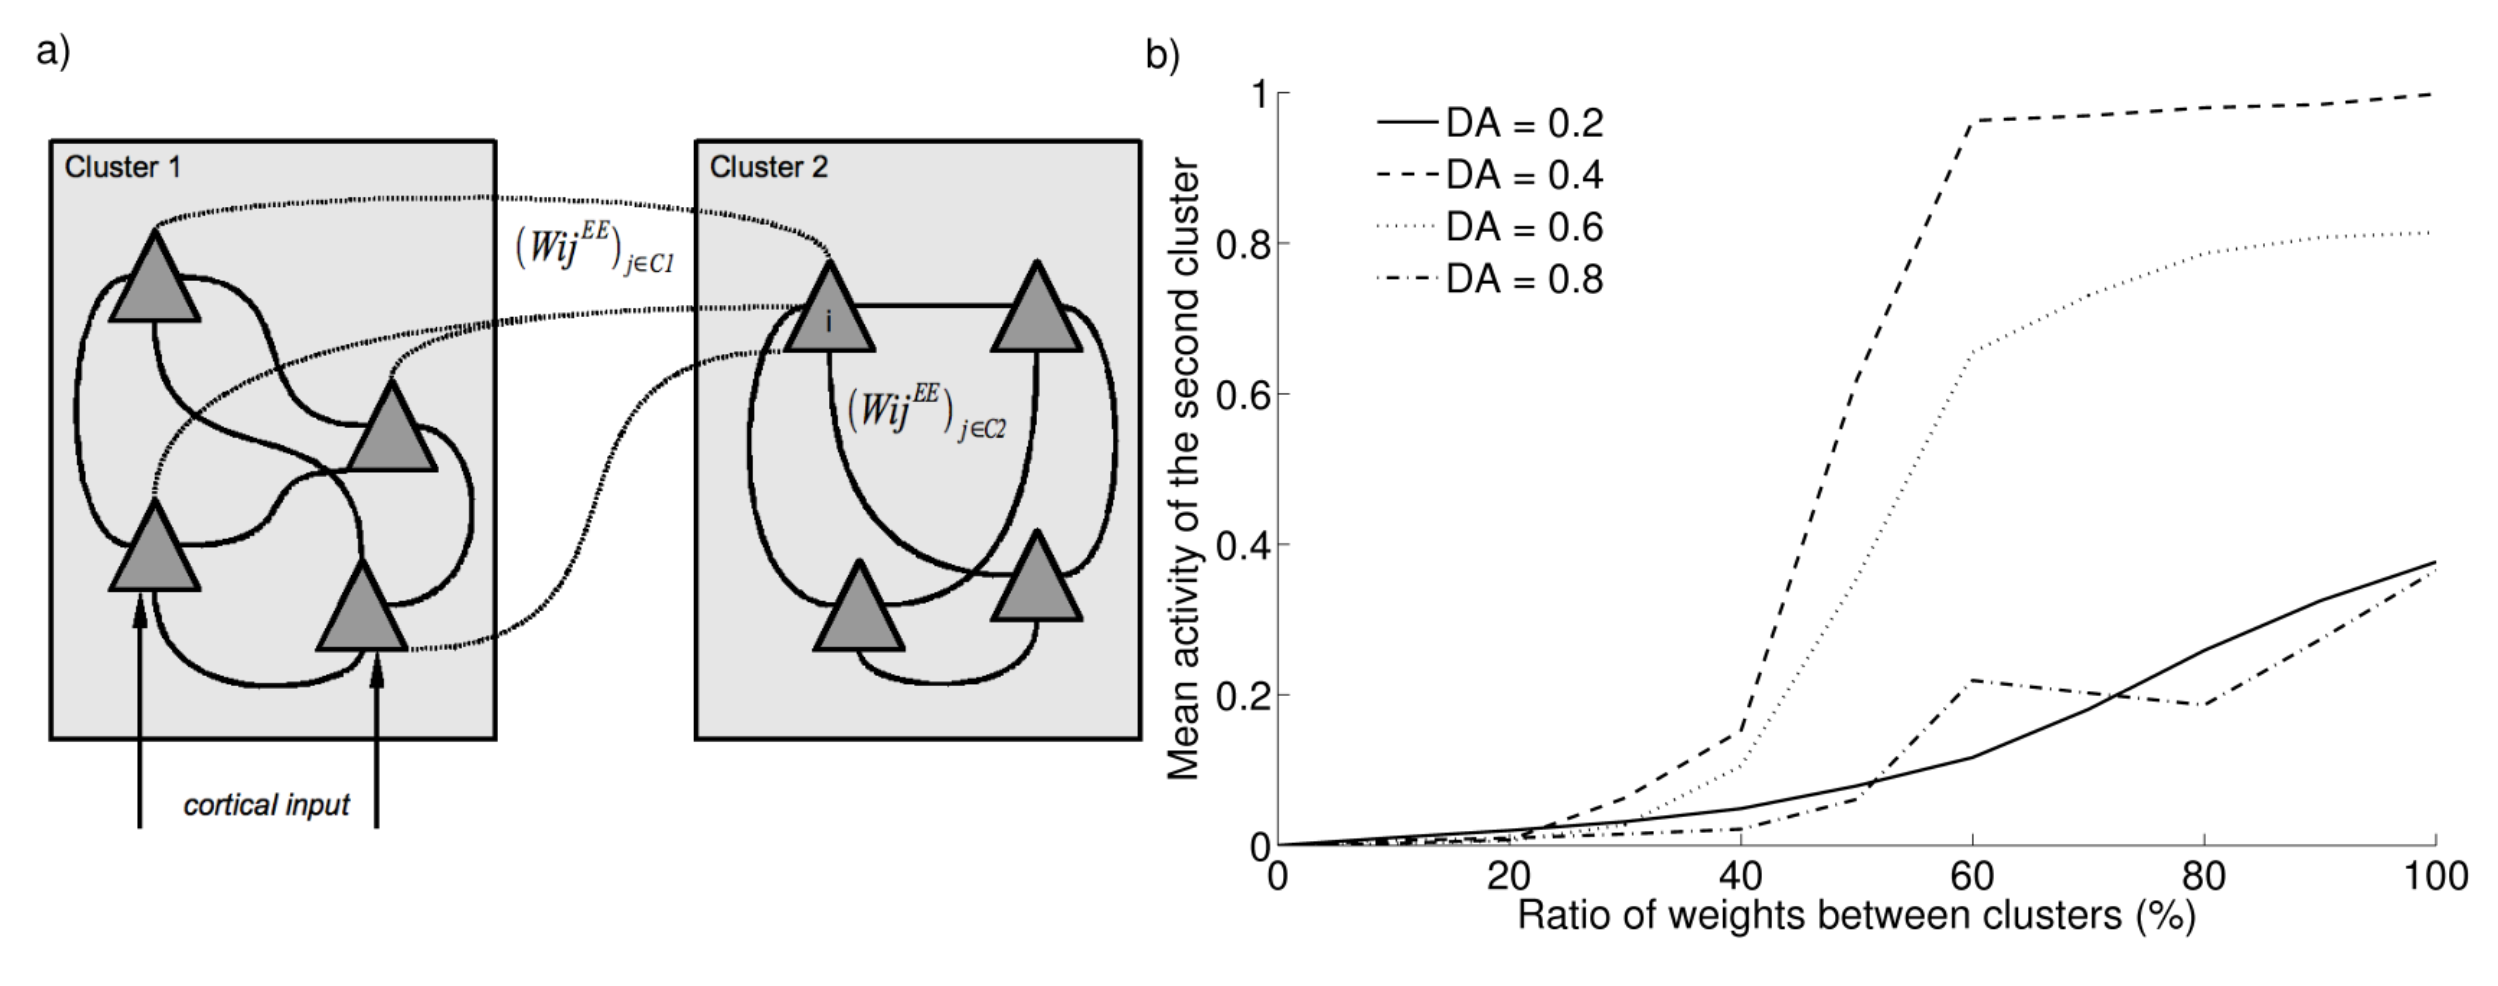 a)
Cluster 1
Cluster 2
(Wij^EE)_j∈C1
i
(Wij^EE)_j∈C2
cortical input
b)
Mean activity of the second cluster
1
0.8
0.6
0.4
0.2
0
DA = 0.2
DA = 0.4
DA = 0.6
DA = 0.8
0 20 40 60 80 100
Ratio of weights between clusters (%)